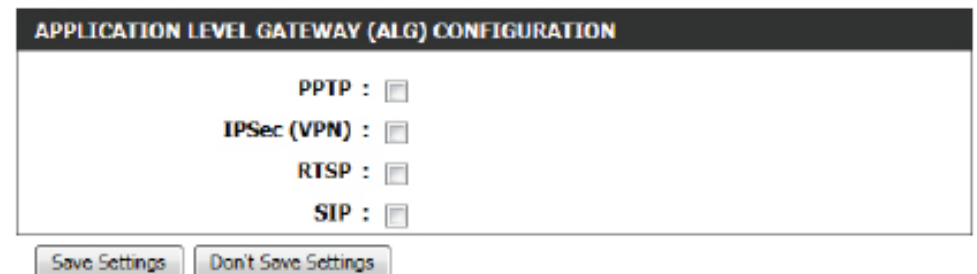 APPLICATION LEVEL GATEWAY (ALG) CONFIGURATION
PPTP :
IPSec (VPN) :
RTSP :
SIP :
Save Settings Don't Save Settings